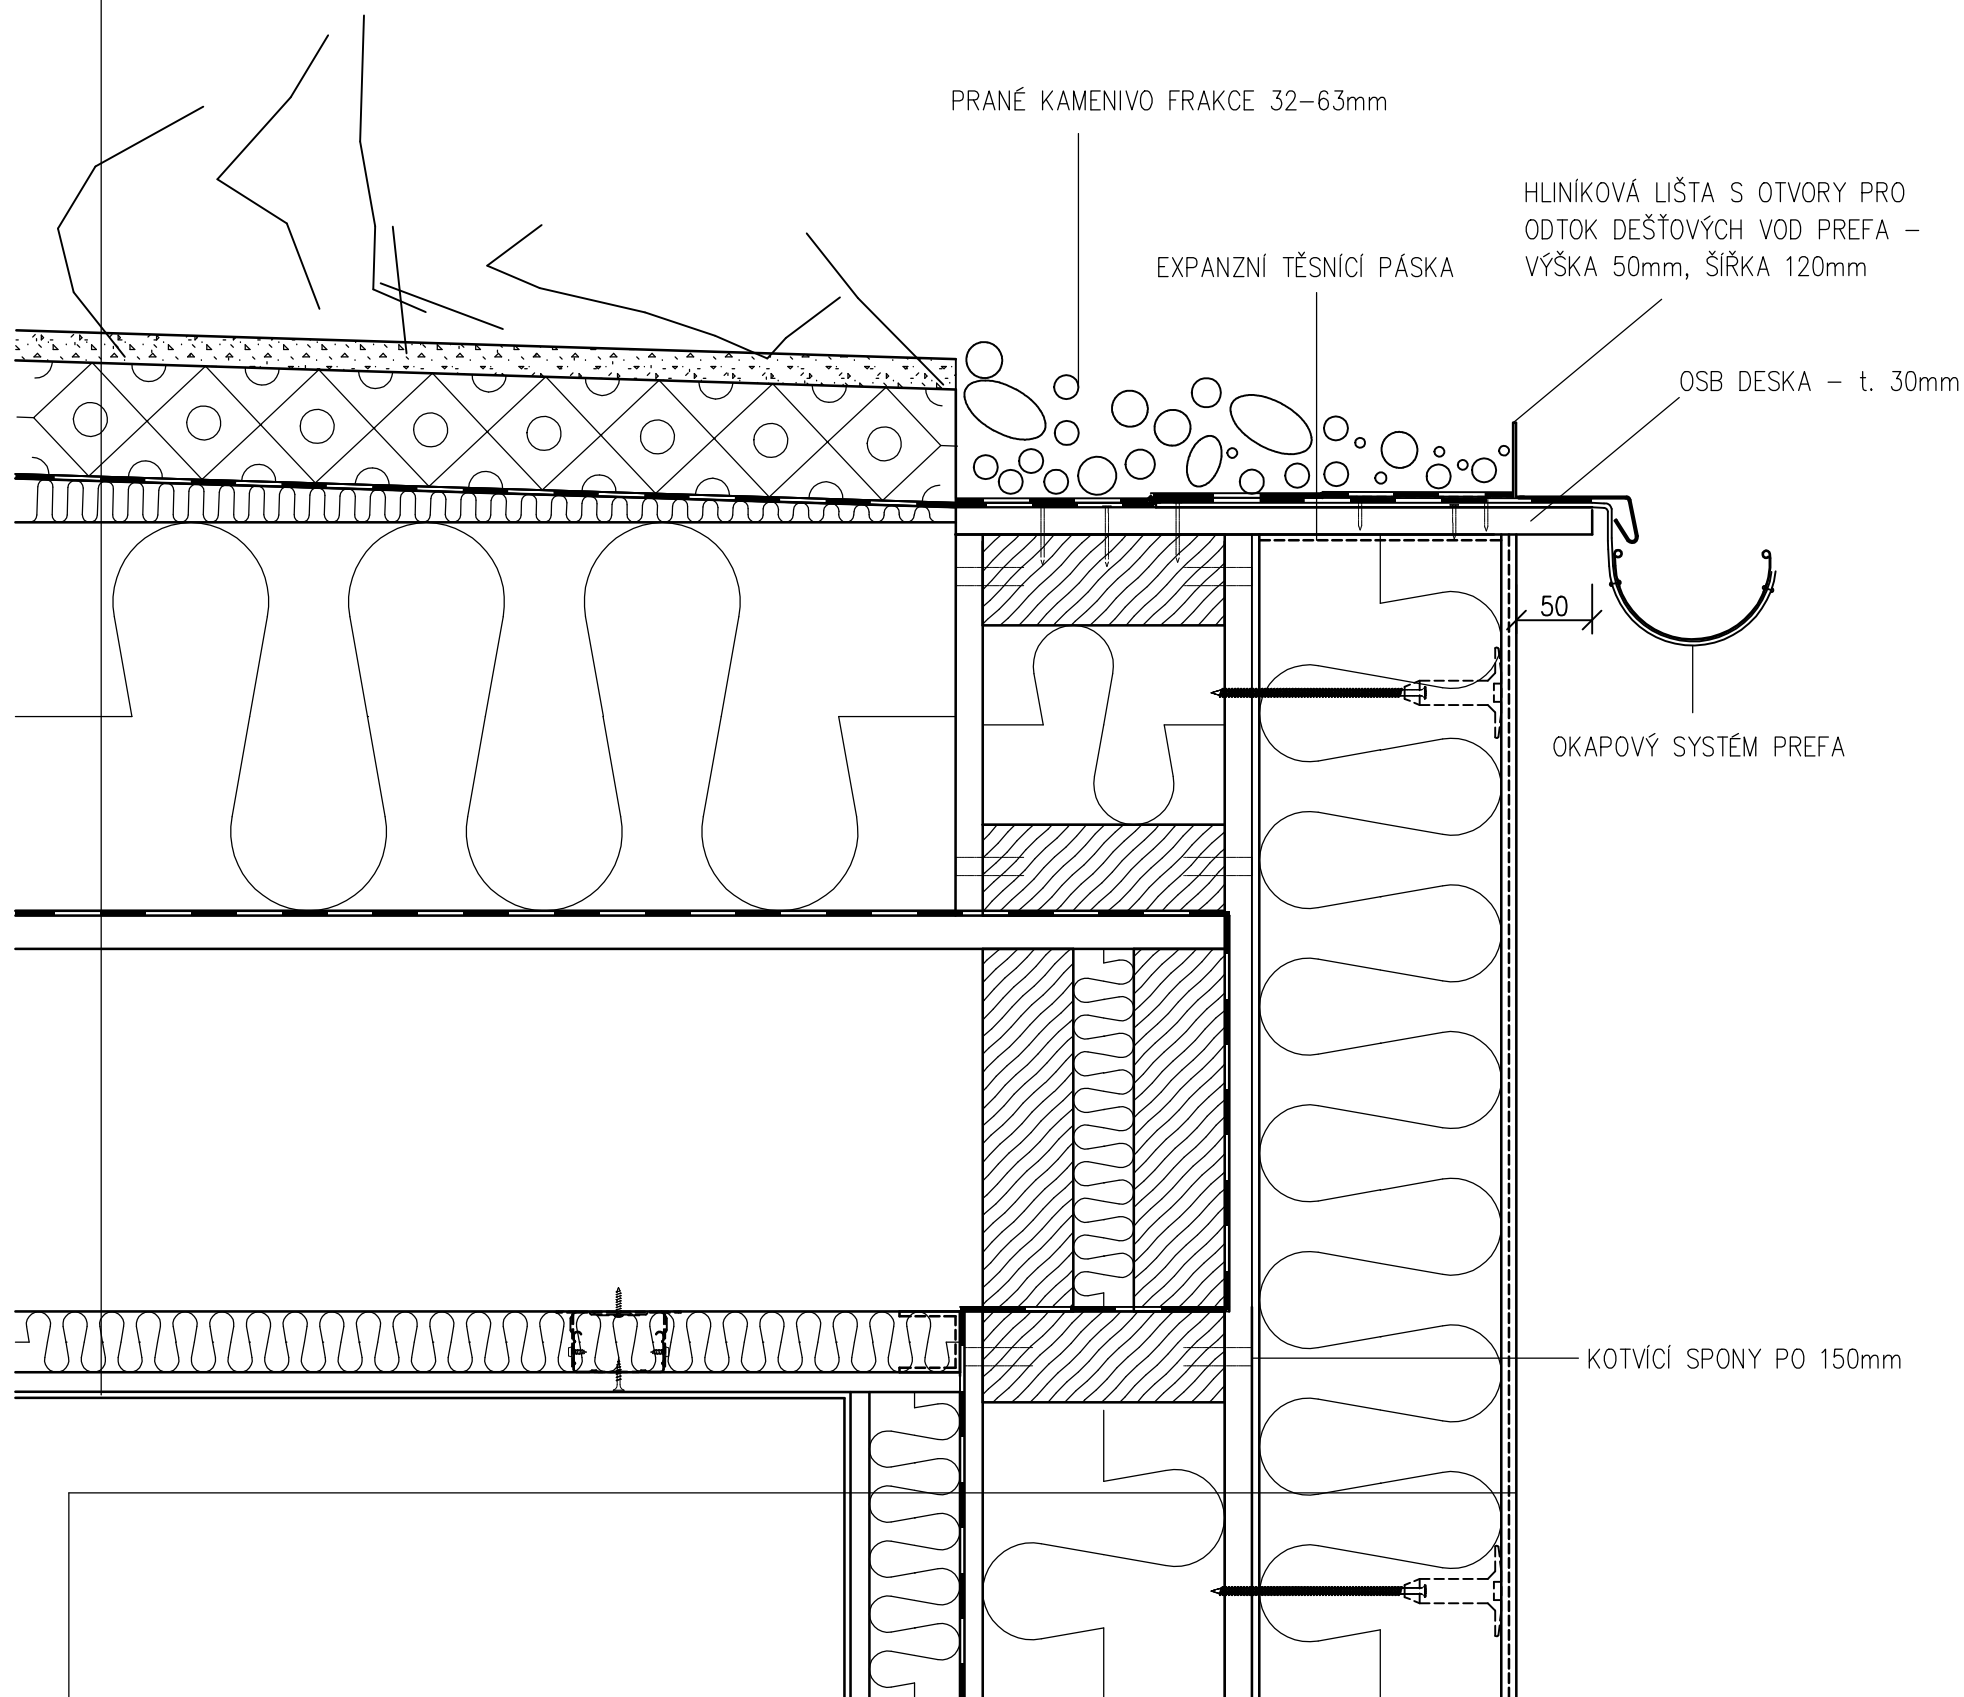 PRANÉ KAMENIVO FRAKCE 32-63mm
HLINÍKOVÁ LIŠTA S OTVORY PRO
ODTOK DEŠŤOVÝCH VOD PREFA -
VÝŠKA 50mm, ŠÍŘKA 120mm
EXPANZNÍ TĚSNÍCÍ PÁSKA
OSB DESKA - t. 30mm
50
OKAPOVÝ SYSTÉM PREFA
KOTVÍCÍ SPONY PO 150mm